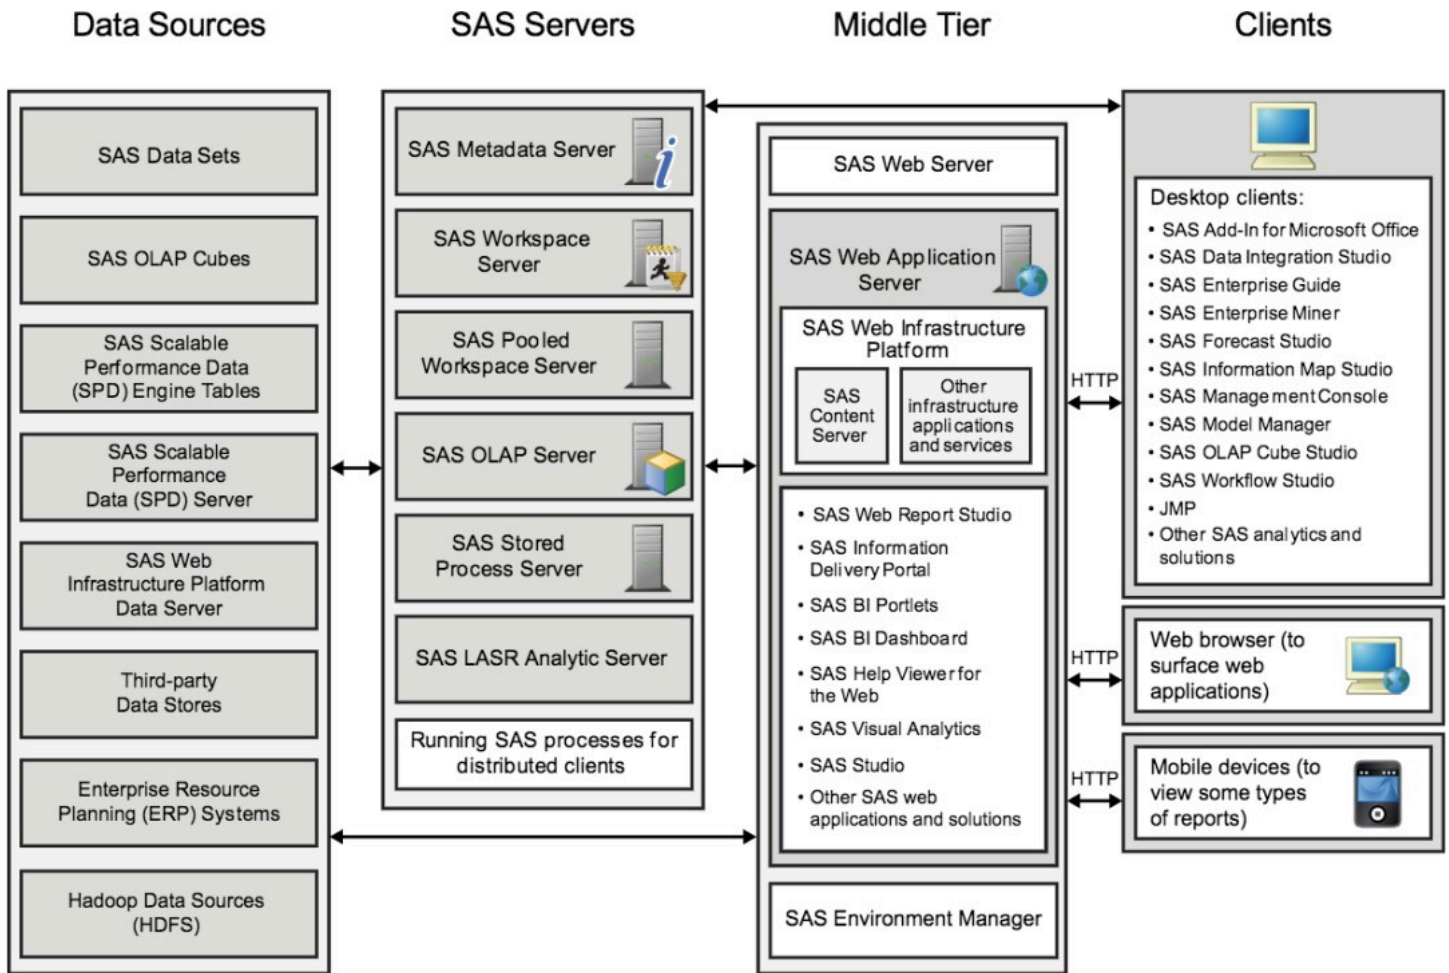 Data Sources
SAS Servers
Middle Tier
Clients
SAS Data Sets
SAS OLAP Cubes
SAS Scalable
Performance Data
(SPD) Engine Tables
SAS Scalable
Performance
Data (SPD) Server
SAS Web
Infrastructure Platform
Data Server
Third-party
Data Stores
Enterprise Resource
Planning (ERP) Systems
Hadoop Data Sources
(HDFS)
SAS Metadata Server
i
SAS Workspace
Server
SAS Pooled
Workspace Server
SAS OLAP Server
SAS Stored
Process Server
SAS LASR Analytic Server
Running SAS processes for
distributed clients
SAS Web Server
SAS Web Application
Server
SAS Web Infrastructure
Platform
SAS
Content
Server
Other
infrastructure
applications
and services
• SAS Web Report Studio
• SAS Information
Delivery Portal
• SAS BI Portlets
• SAS BI Dashboard
• SAS Help Viewer for
the Web
• SAS Visual Analytics
• SAS Studio
• Other SAS web
applications and solutions
SAS Environment Manager
HTTP
HTTP
HTTP
Desktop clients:
• SAS Add-In for Microsoft Office
• SAS Data Integration Studio
• SAS Enterprise Guide
• SAS Enterprise Miner
• SAS Forecast Studio
• SAS Information Map Studio
• SAS Management Console
• SAS Model Manager
• SAS OLAP Cube Studio
• SAS Workflow Studio
• JMP
• Other SAS analytics and
solutions
Web browser (to
surface web
applications)
Mobile devices (to
view some types
of reports)